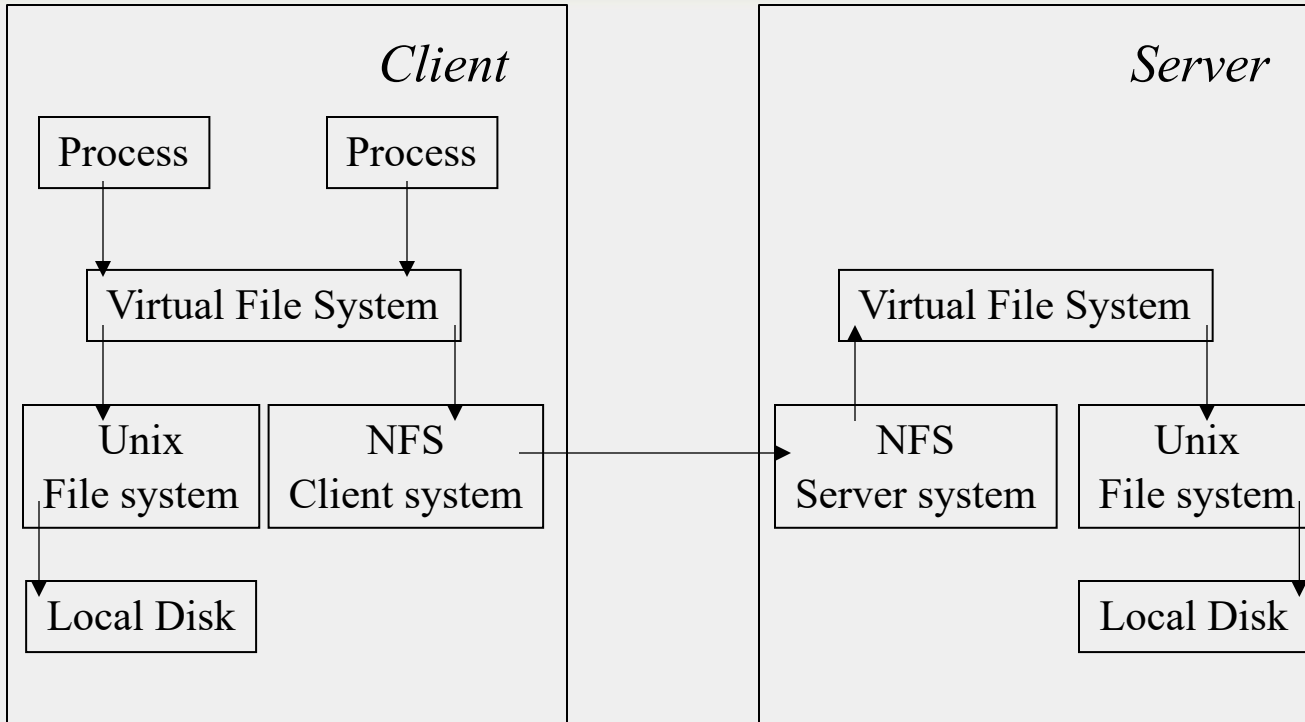 Client
Process
Process
Virtual File System
Unix
File system
NFS
Client system
Local Disk
Server
Virtual File System
NFS
Server system
Unix
File system
Local Disk